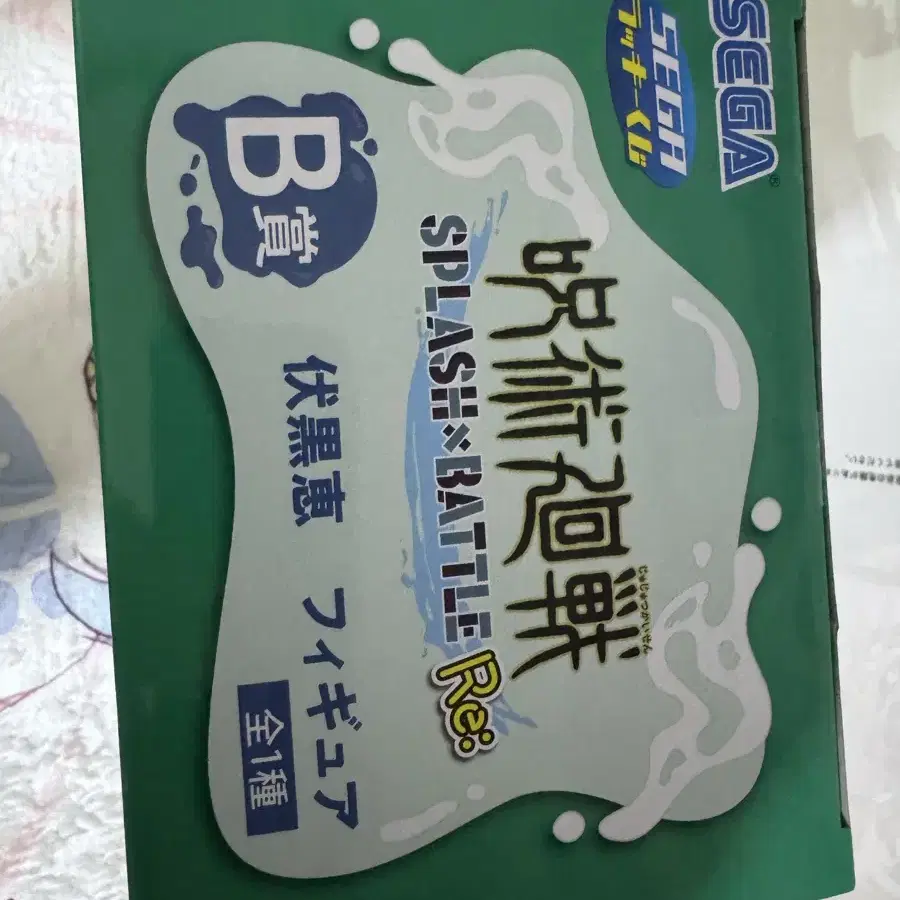 SEGA
SEGA
ラッキーくじ
呪術廻戦
じゅじゅつかいせん
SPLASH×BATTLE Re:
B賞
伏黒恵 フィギュア
全1種